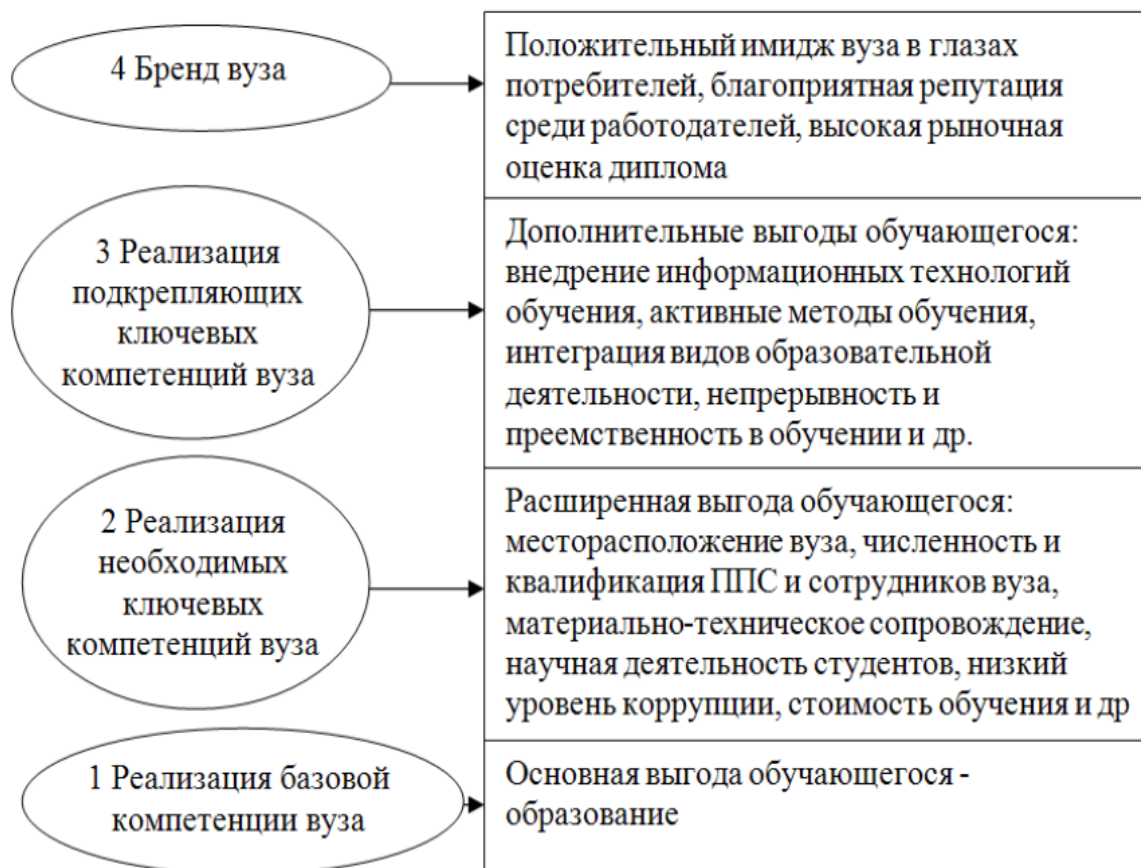 4 Бренд вуза
Положительный имидж вуза в глазах
потребителей, благоприятная репутация
среди работодателей, высокая рыночная
оценка диплома
3 Реализация
подкрепляющих
ключевых
компетенций вуза
Дополнительные выгоды обучающегося:
внедрение информационных технологий
обучения, активные методы обучения,
интеграция видов образовательной
деятельности, непрерывность и
преемственность в обучении и др.
2 Реализация
необходимых
ключевых
компетенций вуза
Расширенная выгода обучающегося:
месторасположение вуза, численность и
квалификация ППС и сотрудников вуза,
материально-техническое сопровождение,
научная деятельность студентов, низкий
уровень коррупции, стоимость обучения и др
1 Реализация базовой
компетенции вуза
Основная выгода обучающегося -
образование